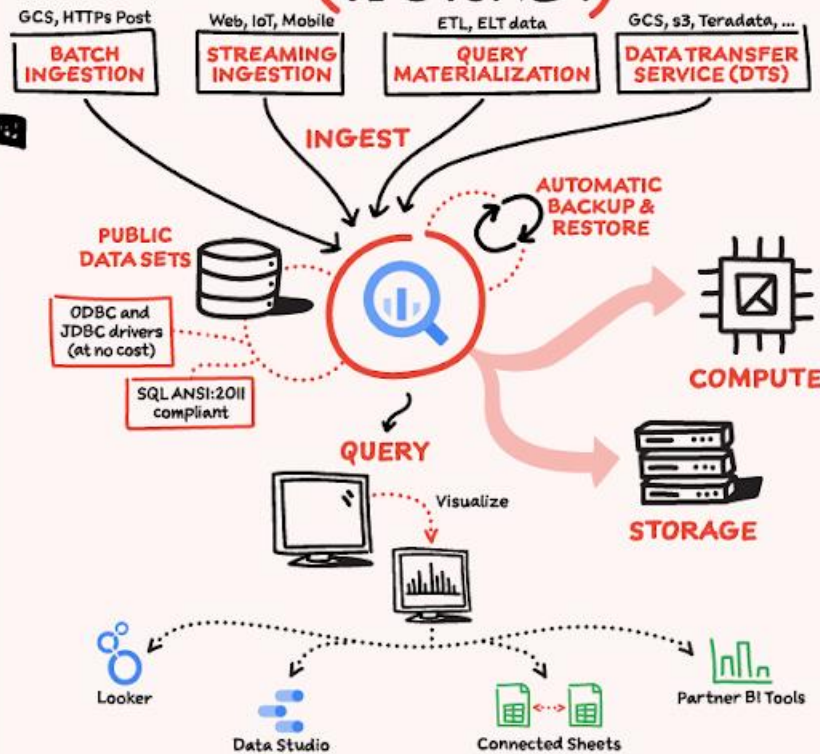 GCS, HTTPs Post
BATCH
INGESTION
Web, IoT, Mobile
STREAMING
INGESTION
ETL, ELT data
QUERY
MATERIALIZATION
GCS, s3, Teradata, ...
DATA TRANSFER
SERVICE (DTS)
INGEST
AUTOMATIC
BACKUP &
RESTORE
PUBLIC
DATA SETS
ODBC and
JDBC drivers
(at no cost)
SQL ANSI:2011
compliant
COMPUTE
QUERY
Visualize
STORAGE
Looker
Data Studio
Connected Sheets
Partner BI Tools